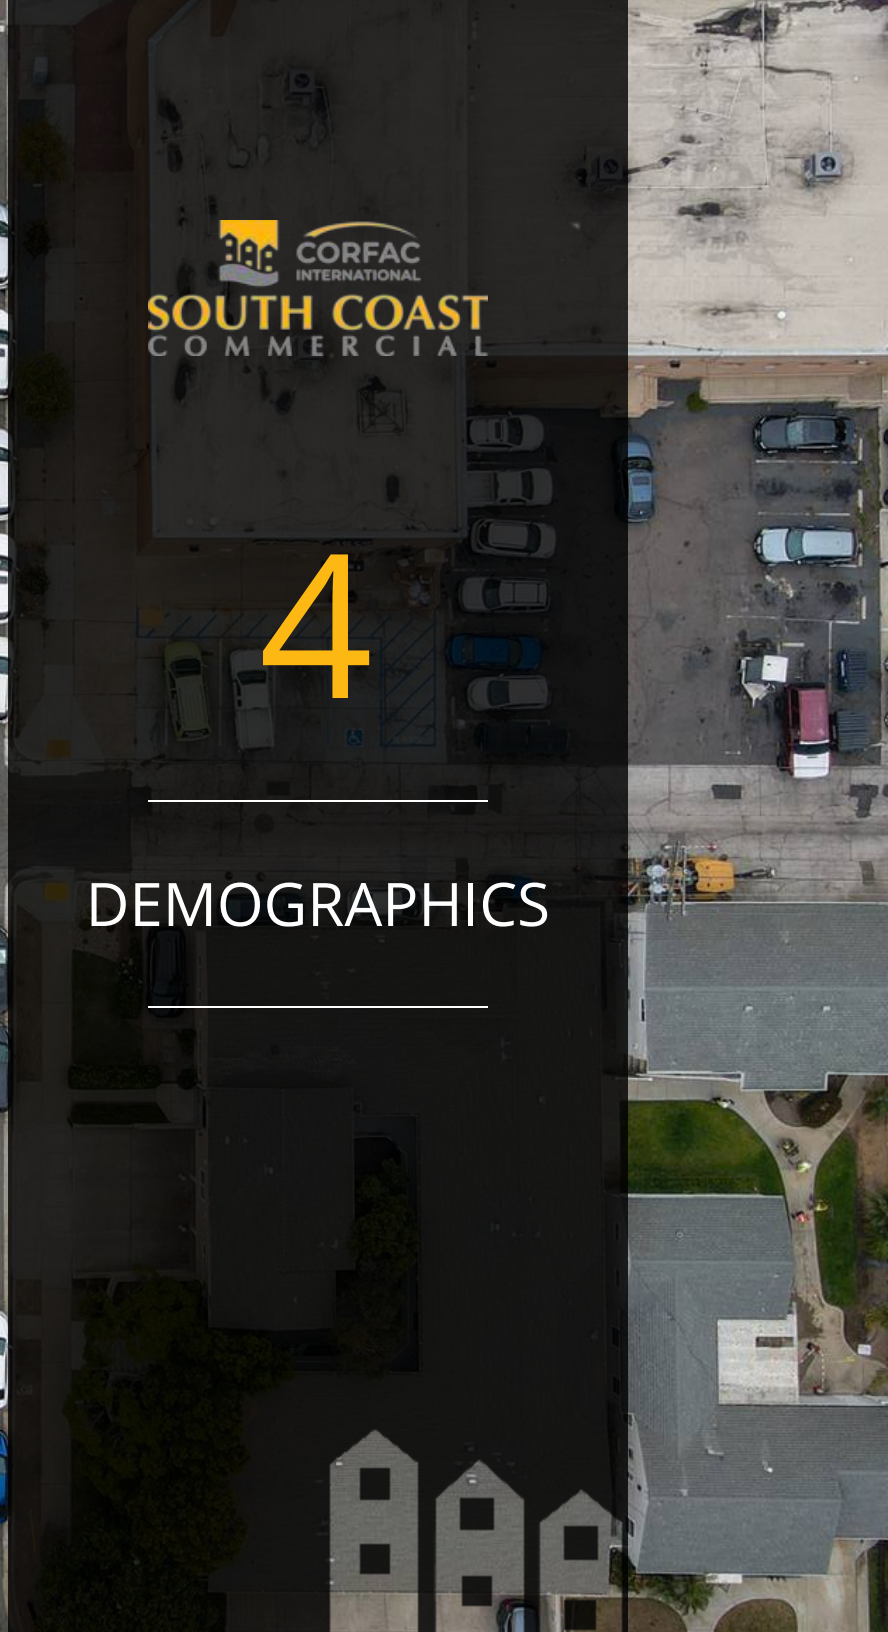 CORFAC
INTERNATIONAL
SOUTH COAST
COMMERCIAL
4
DEMOGRAPHICS